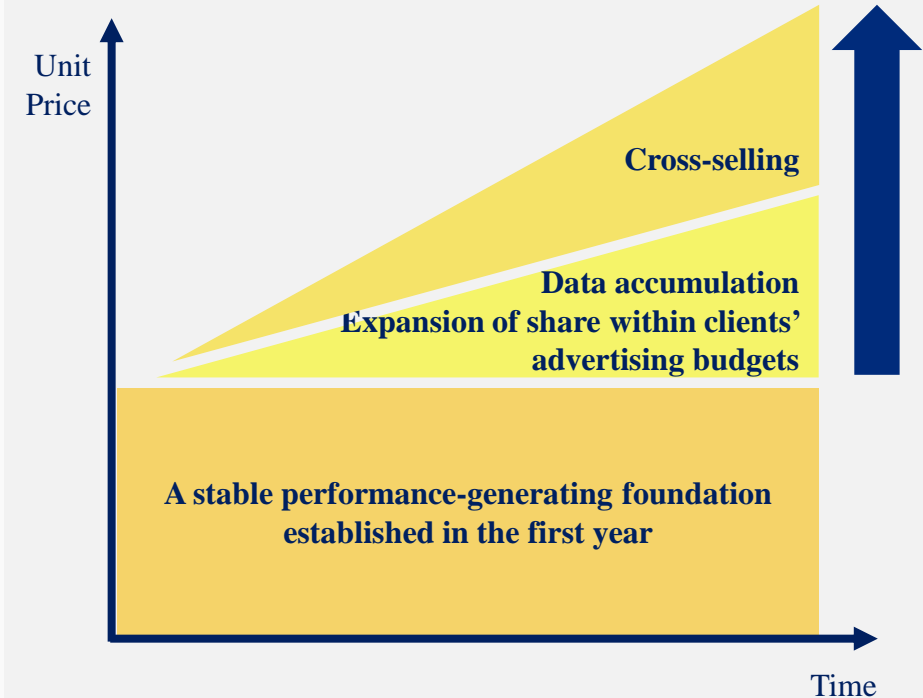 Unit
Price
Cross-selling
Data accumulation
Expansion of share within clients’
advertising budgets
A stable performance-generating foundation
established in the first year
Time